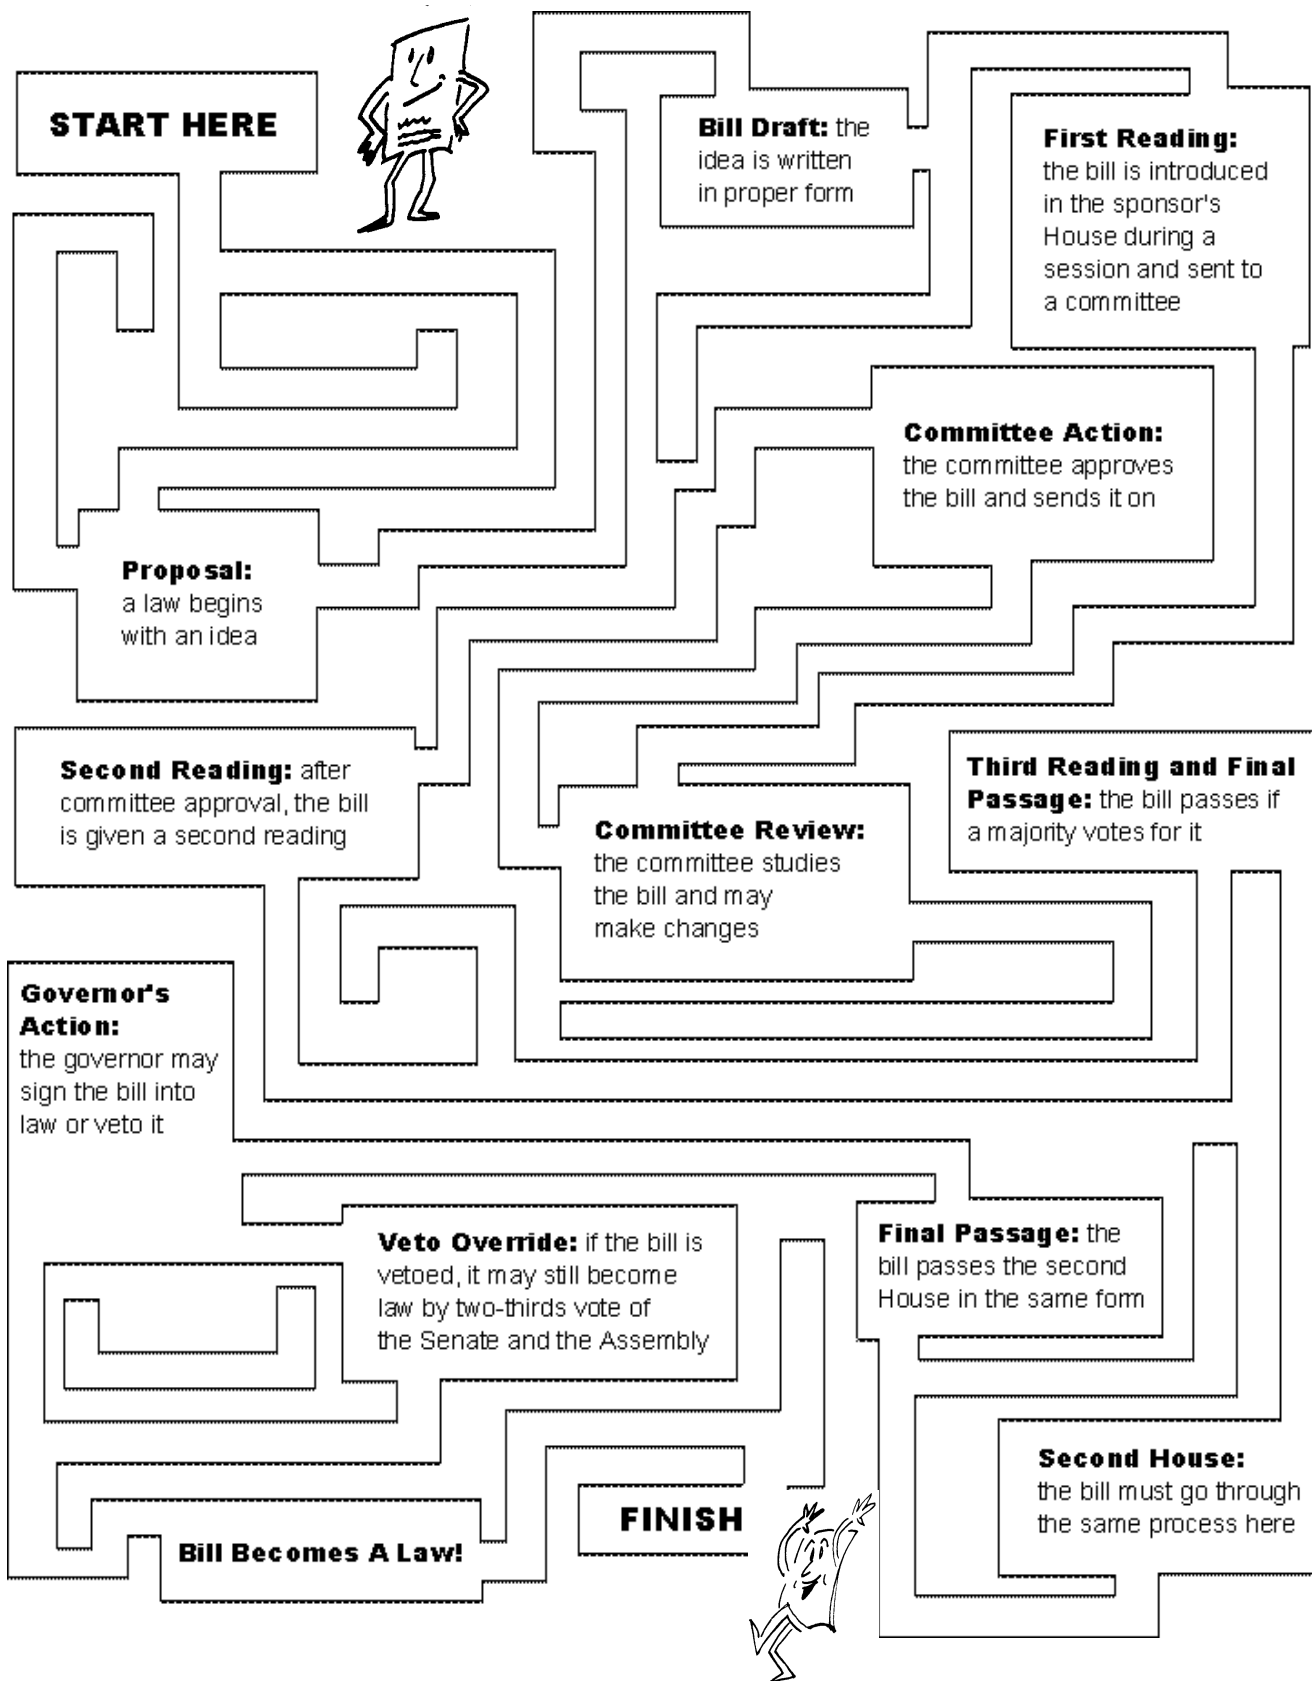 START HERE
Bill Draft: the
idea is written
in proper form
First Reading:
the bill is introduced
in the sponsor's
House during a
session and sent to
a committee
Committee Action:
the committee approves
the bill and sends it on
Proposal:
a law begins
with an idea
Second Reading: after
committee approval, the bill
is given a second reading
Third Reading and Final
Passage: the bill passes if
a majority votes for it
Committee Review:
the committee studies
the bill and may
make changes
Governor's
Action:
the governor may
sign the bill into
law or veto it
Veto Override: if the bill is
vetoed, it may still become
law by two-thirds vote of
the Senate and the Assembly
Final Passage: the
bill passes the second
House in the same form
Second House:
the bill must go through
the same process here
FINISH
Bill Becomes A Law!